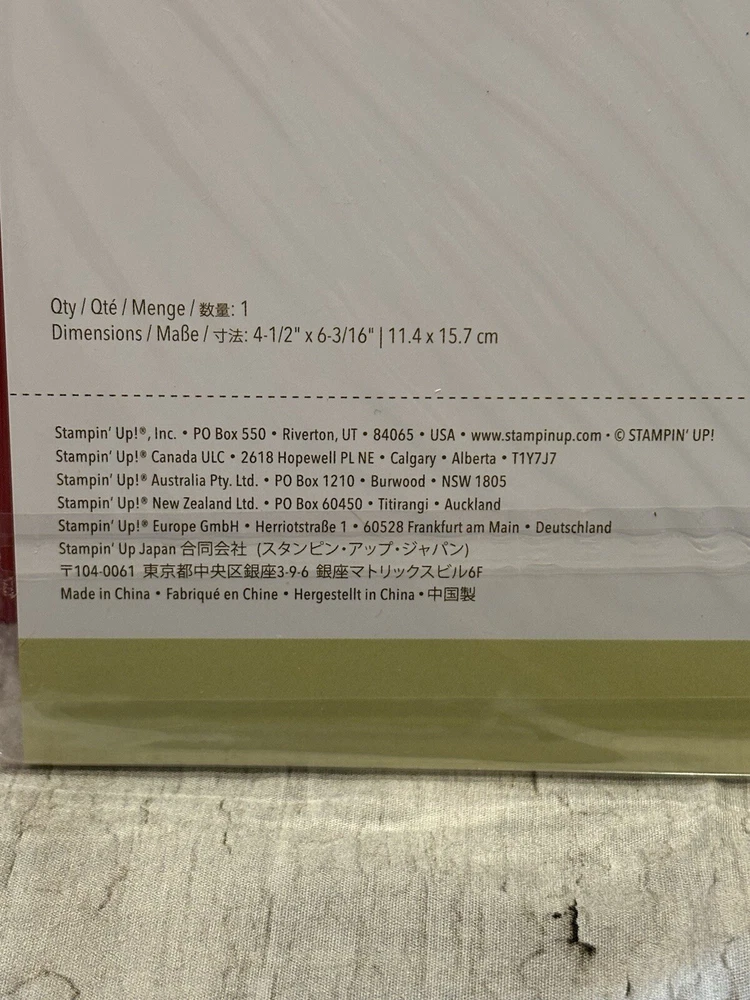 Qty / Qté / Menge / 数量: 1
Dimensions / Maße / 寸法: 4-1/2" x 6-3/16" | 11.4 x 15.7 cm
Stampin' Up!®, Inc. • PO Box 550 • Riverton, UT • 84065 • USA • www.stampinup.com • © STAMPIN' UP!
Stampin' Up!® Canada ULC • 2618 Hopewell PL NE • Calgary • Alberta • T1Y7J7
Stampin' Up!® Australia Pty. Ltd. • PO Box 1210 • Burwood • NSW 1805
Stampin' Up!® New Zealand Ltd. • PO Box 60450 • Titirangi • Auckland
Stampin' Up!® Europe GmbH • Herriotstraße 1 • 60528 Frankfurt am Main • Deutschland
Stampin' Up Japan 合同会社 (スタンピン・アップ・ジャパン)
〒104-0061 東京都中央区銀座3-9-6 銀座マトリックスビル6F
Made in China • Fabriqué en Chine • Hergestellt in China • 中国製